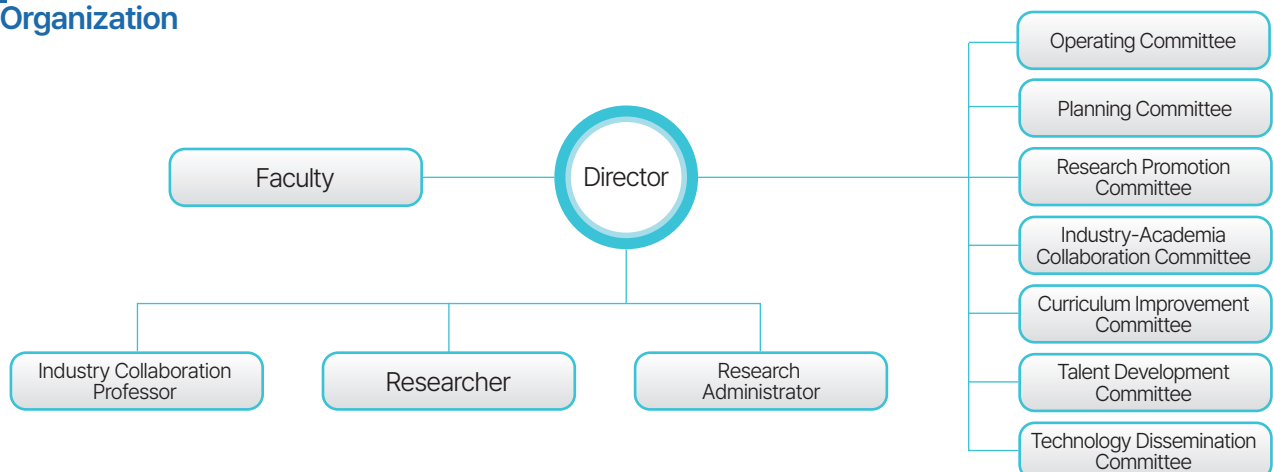 Organization
Operating Committee
Planning Committee
Research Promotion
Committee
Industry-Academia
Collaboration Committee
Curriculum Improvement
Committee
Talent Development
Committee
Technology Dissemination
Committee
Faculty
Director
Industry Collaboration
Professor
Researcher
Research
Administrator